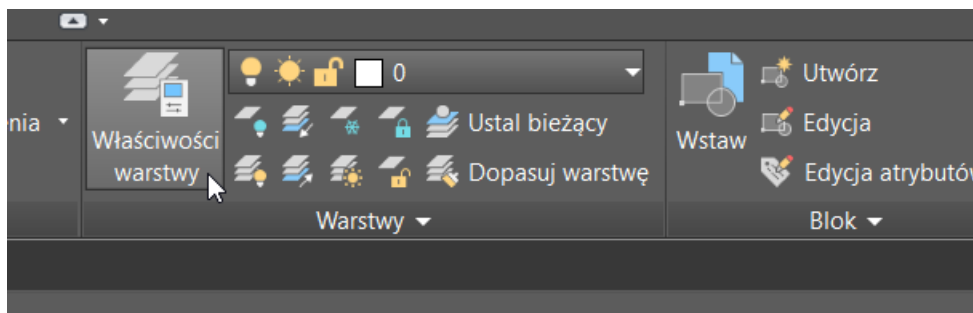 nia
Właściwości
warstwy
0
Ustal bieżący
Dopasuj warstwę
Warstwy
Wstaw
Utwórz
Edycja
Edycja atrybutów
Blok